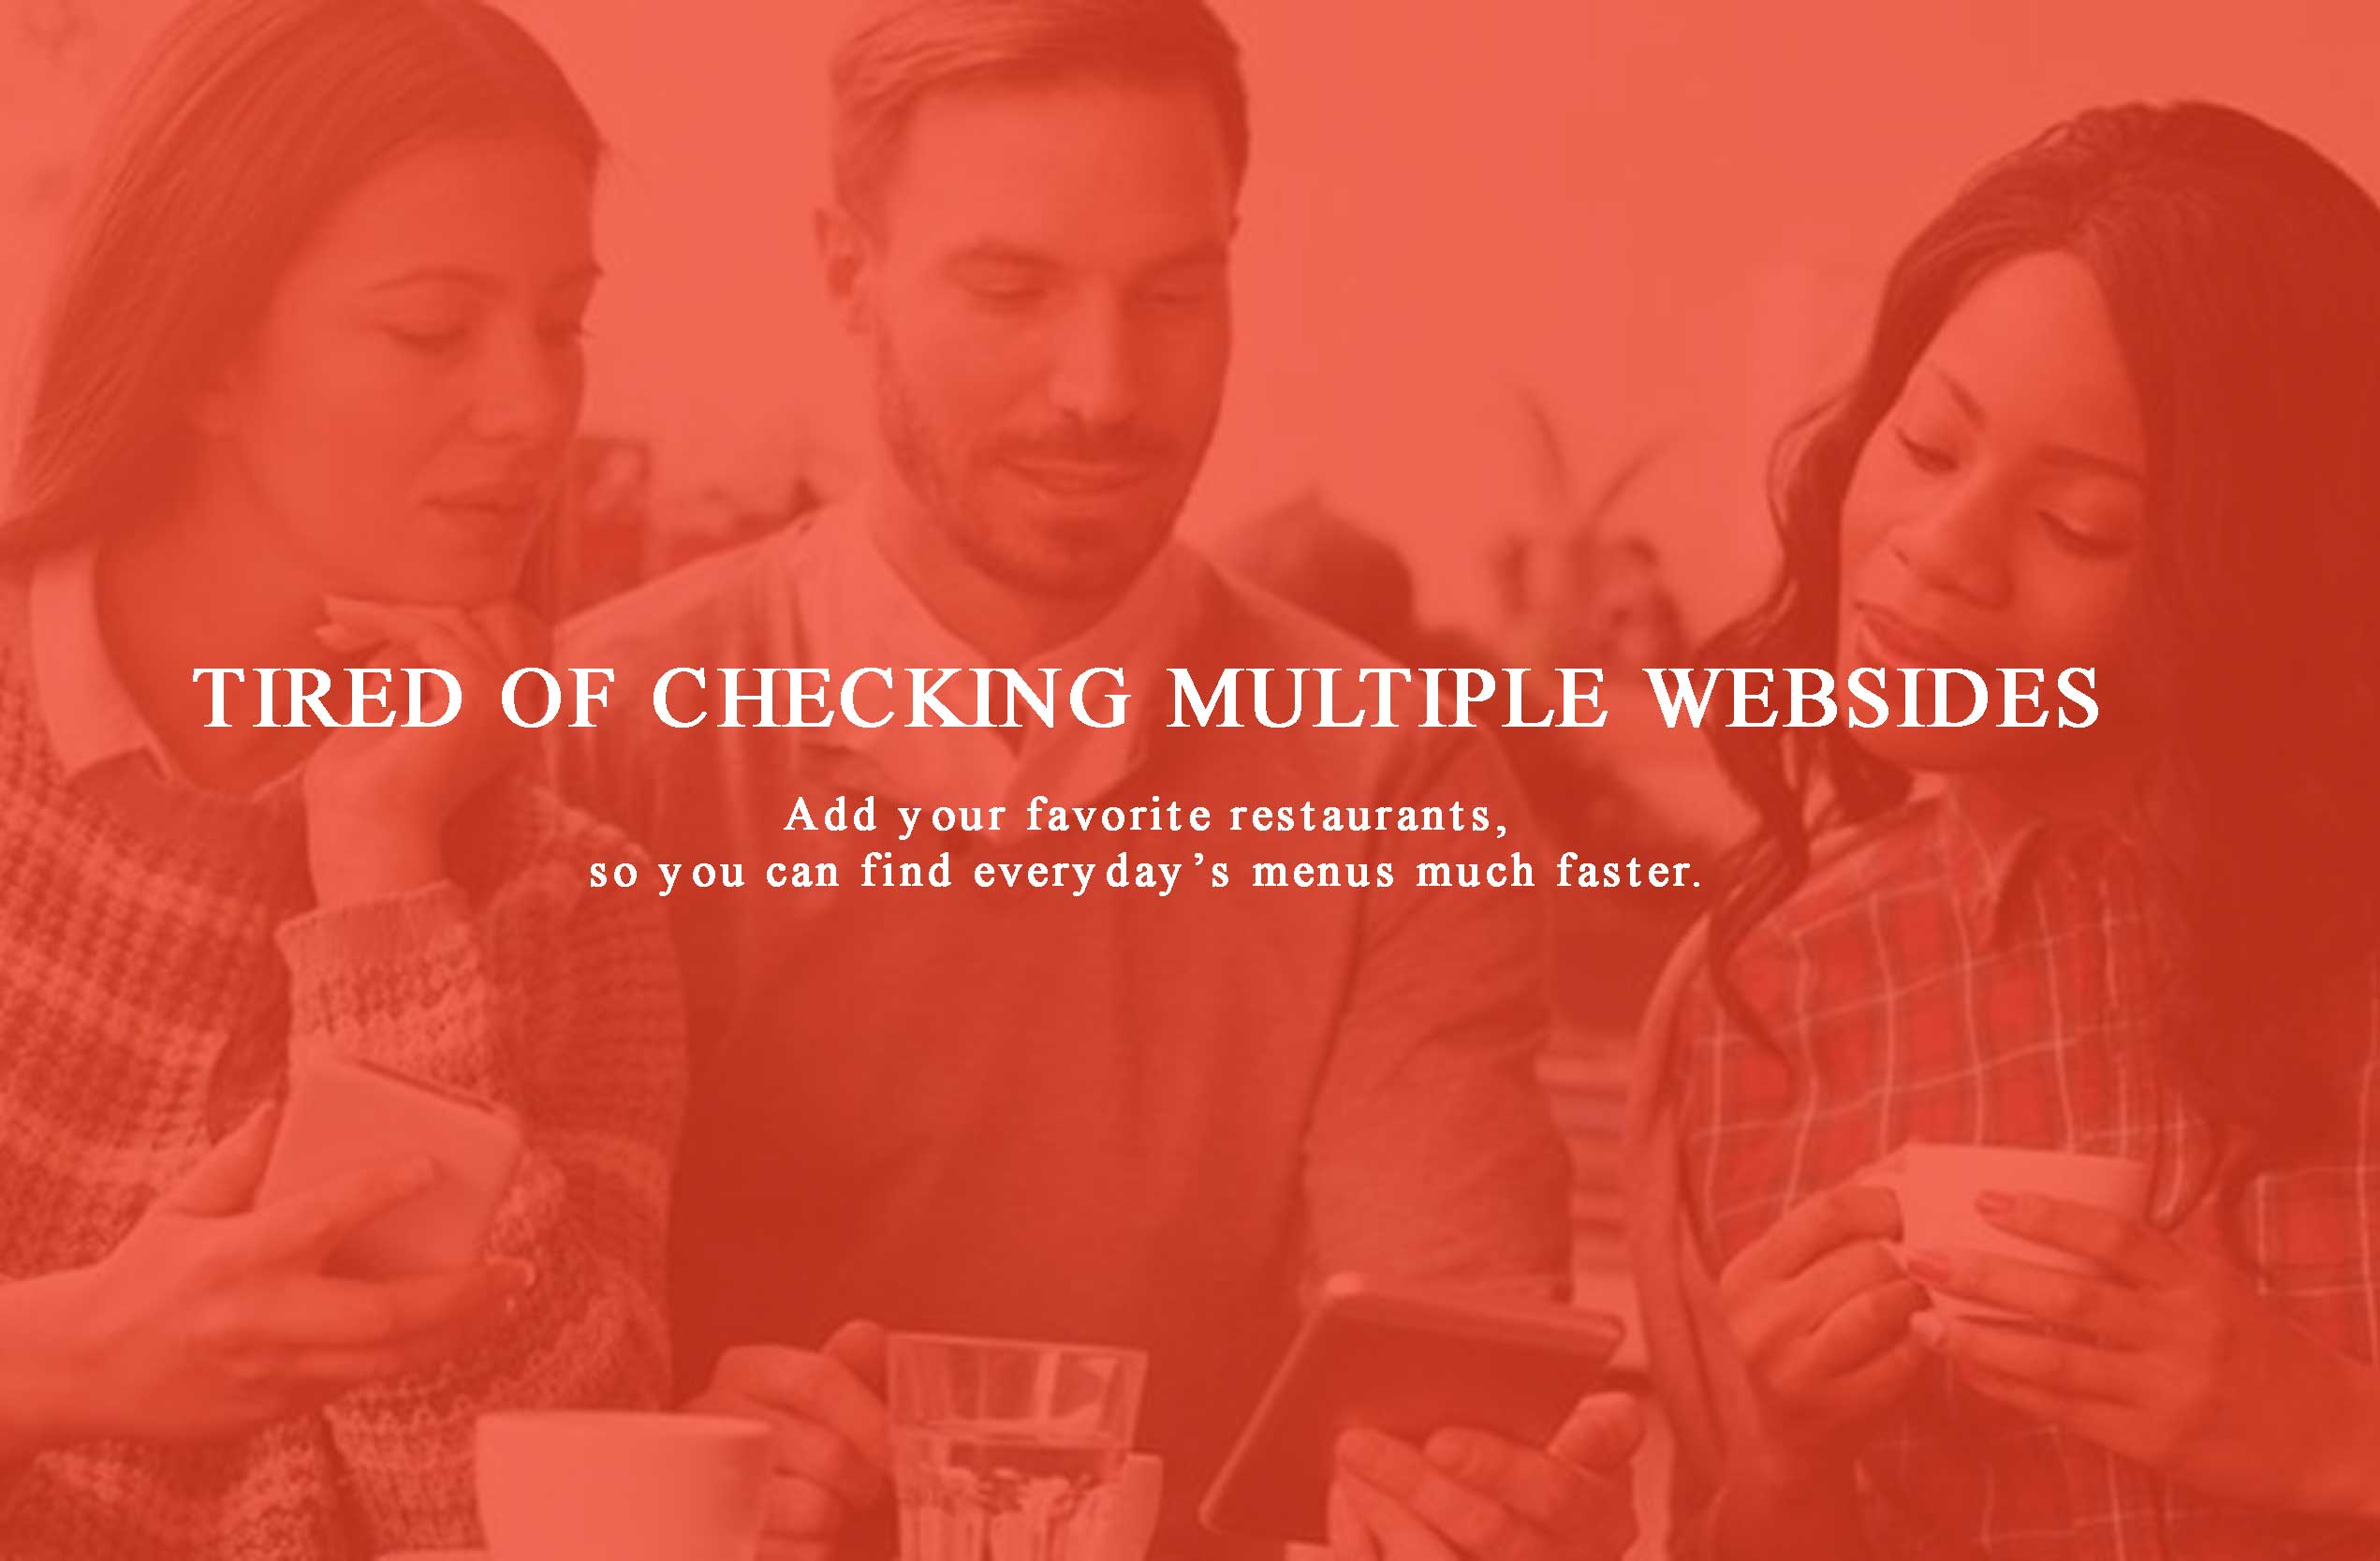 TIRED OF CHECKING MULTIPLE WEBSIDES
Add your favorite restaurants,
so you can find everyday’s menus much faster.